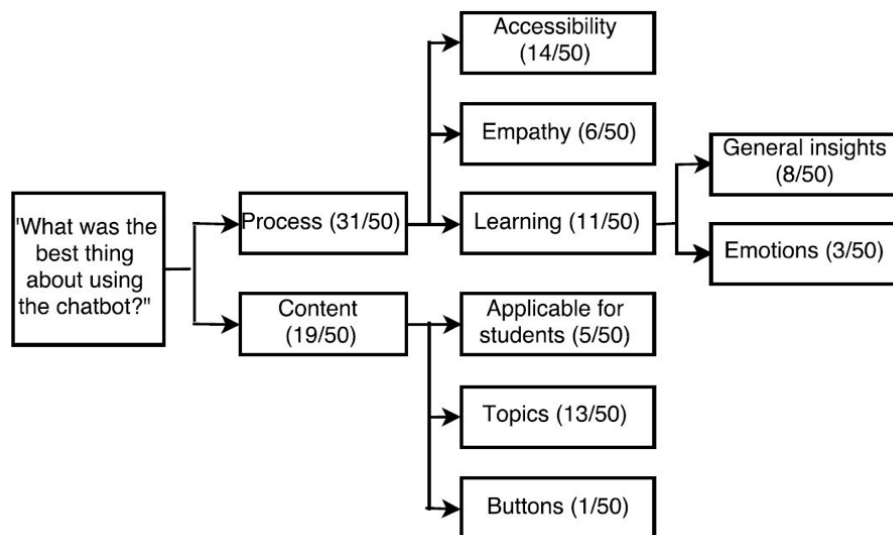 "What was the
best thing
about using
the chatbot?"
Process (31/50)
Content
(19/50)
Accessibility
(14/50)
Empathy (6/50)
Learning (11/50)
General insights
(8/50)
Emotions (3/50)
Applicable for
students (5/50)
Topics (13/50)
Buttons (1/50)